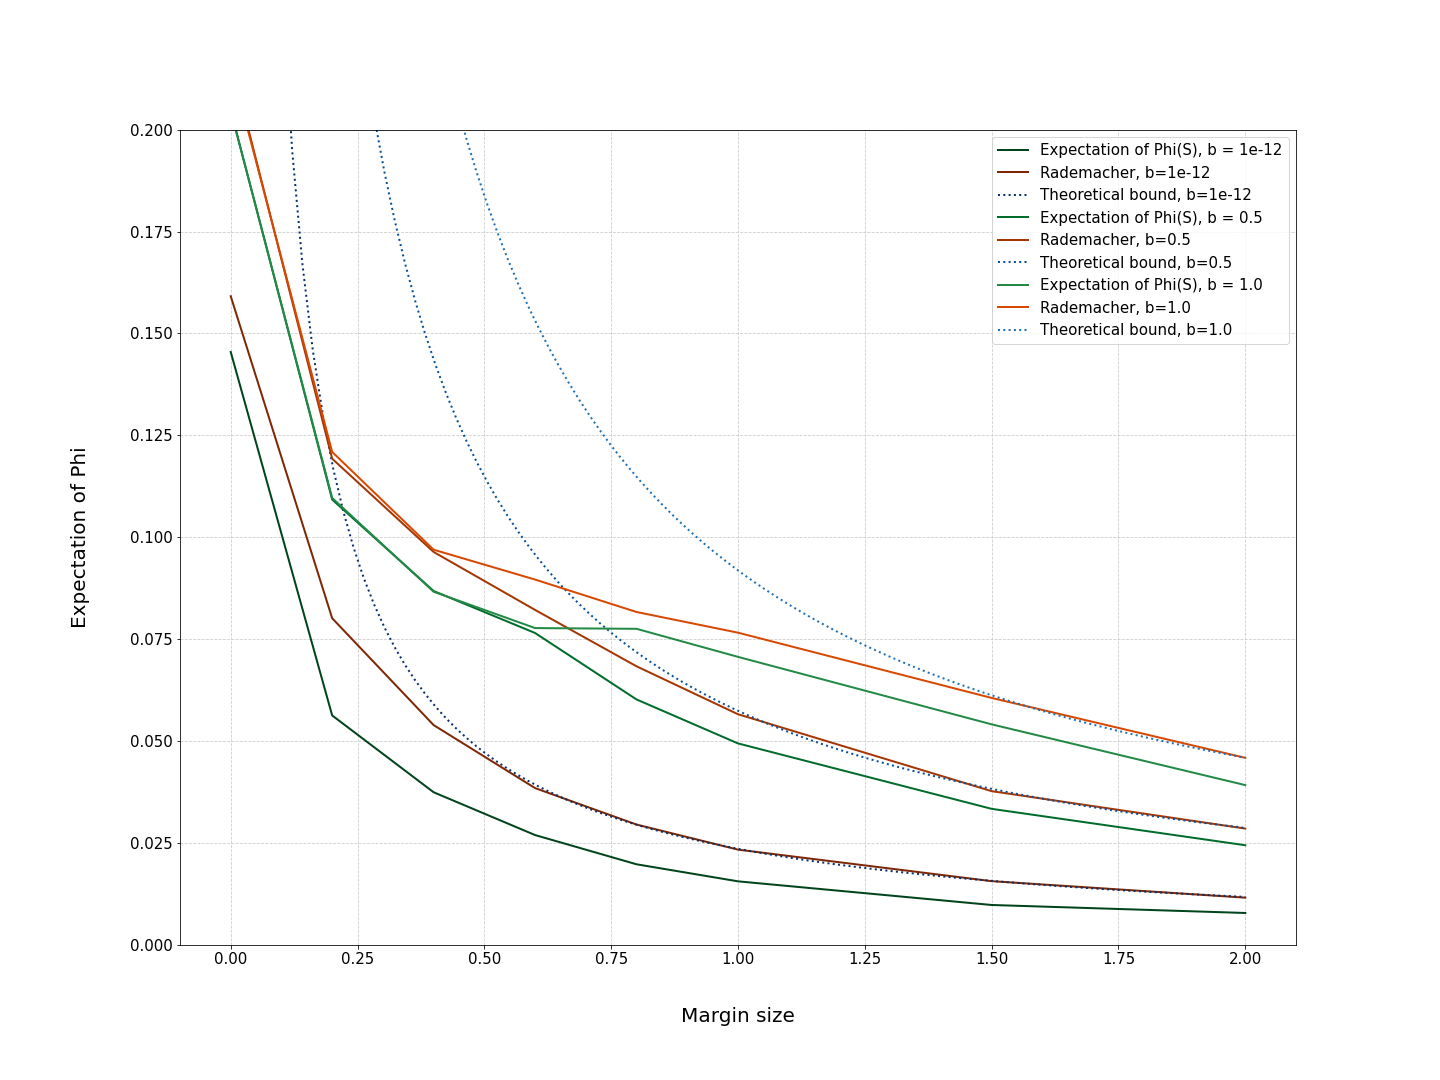 0.200
0.175
0.150
0.125
0.100
0.075
0.050
0.025
0.000
Expectation of Phi
Expectation of Phi(S), b = 1e-12
Rademacher, b=1e-12
Theoretical bound, b=1e-12
Expectation of Phi(S), b = 0.5
Rademacher, b=0.5
Theoretical bound, b=0.5
Expectation of Phi(S), b = 1.0
Rademacher, b=1.0
Theoretical bound, b=1.0
0.00 0.25 0.50 0.75 1.00 1.25 1.50 1.75 2.00
Margin size